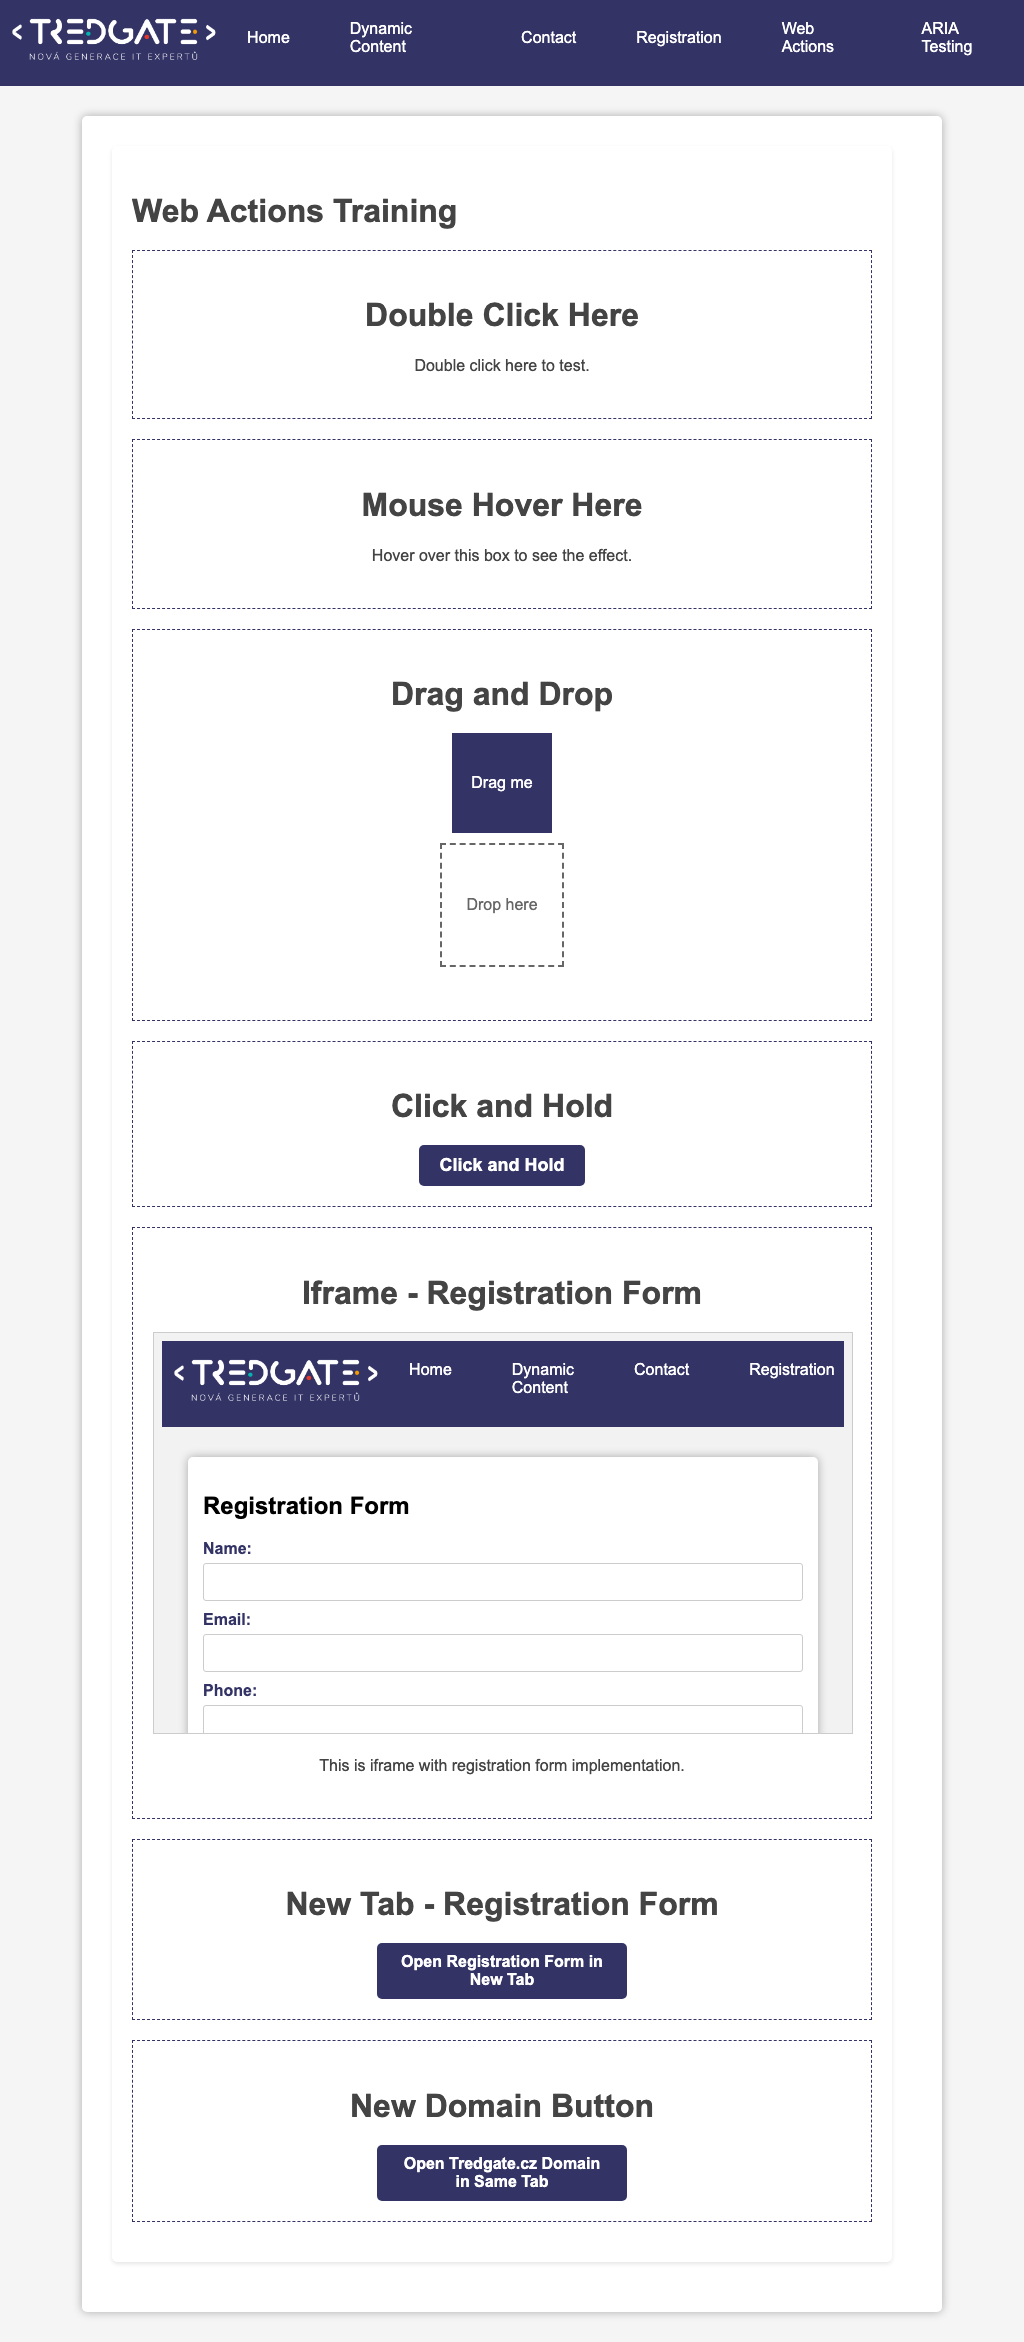 TREDGATE
NOVÁ GENERACE IT EXPERTŮ
Home
Dynamic
Content
Contact
Registration
Web
Actions
ARIA
Testing
Web Actions Training
Double Click Here
Double click here to test.
Mouse Hover Here
Hover over this box to see the effect.
Drag and Drop
Drag me
Drop here
Click and Hold
Click and Hold
Iframe - Registration Form
TREDGATE
NOVÁ GENERACE IT EXPERTŮ
Home
Dynamic
Content
Contact
Registration
Registration Form
Name:
Email:
Phone:
This is iframe with registration form implementation.
New Tab - Registration Form
Open Registration Form in
New Tab
New Domain Button
Open Tredgate.cz Domain
in Same Tab